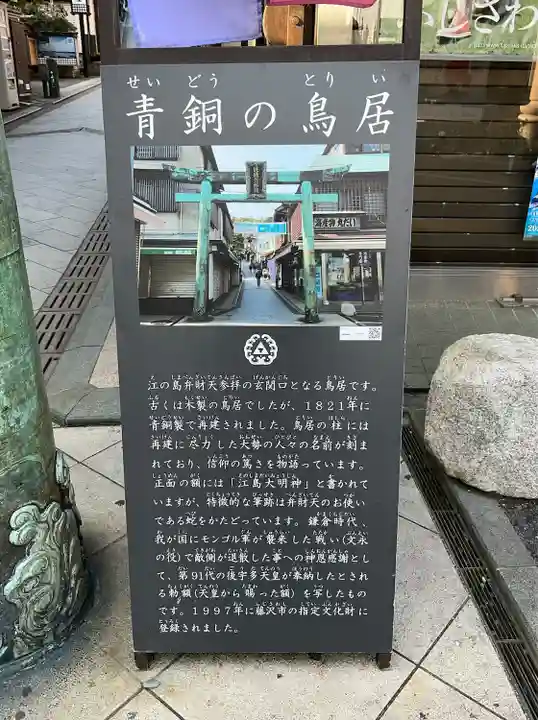 ふじさわ
せいどう とりい
青銅の鳥居
江の島弁財天参拝の玄関口となる鳥居です。
古くは木製の鳥居でしたが、1821年に
青銅製で再建されました。鳥居の柱には
再建に尽力した大勢の人々の名前が刻ま
れており、信仰の篤さを物語っています。
正面の額には「江島大明神」と書かれて
いますが、特徴的な筆跡は弁財天のお使い
である蛇をかたどっています。鎌倉時代、
我が国にモンゴル軍が襲来した戦い(文永
の役)で敵側が退散した事への神恩感謝とし
て、第91代の後宇多天皇が奉納したとされ
る勅額(天皇から賜った額)を写したもの
です。1997年に藤沢市の指定文化財に
登録されました。